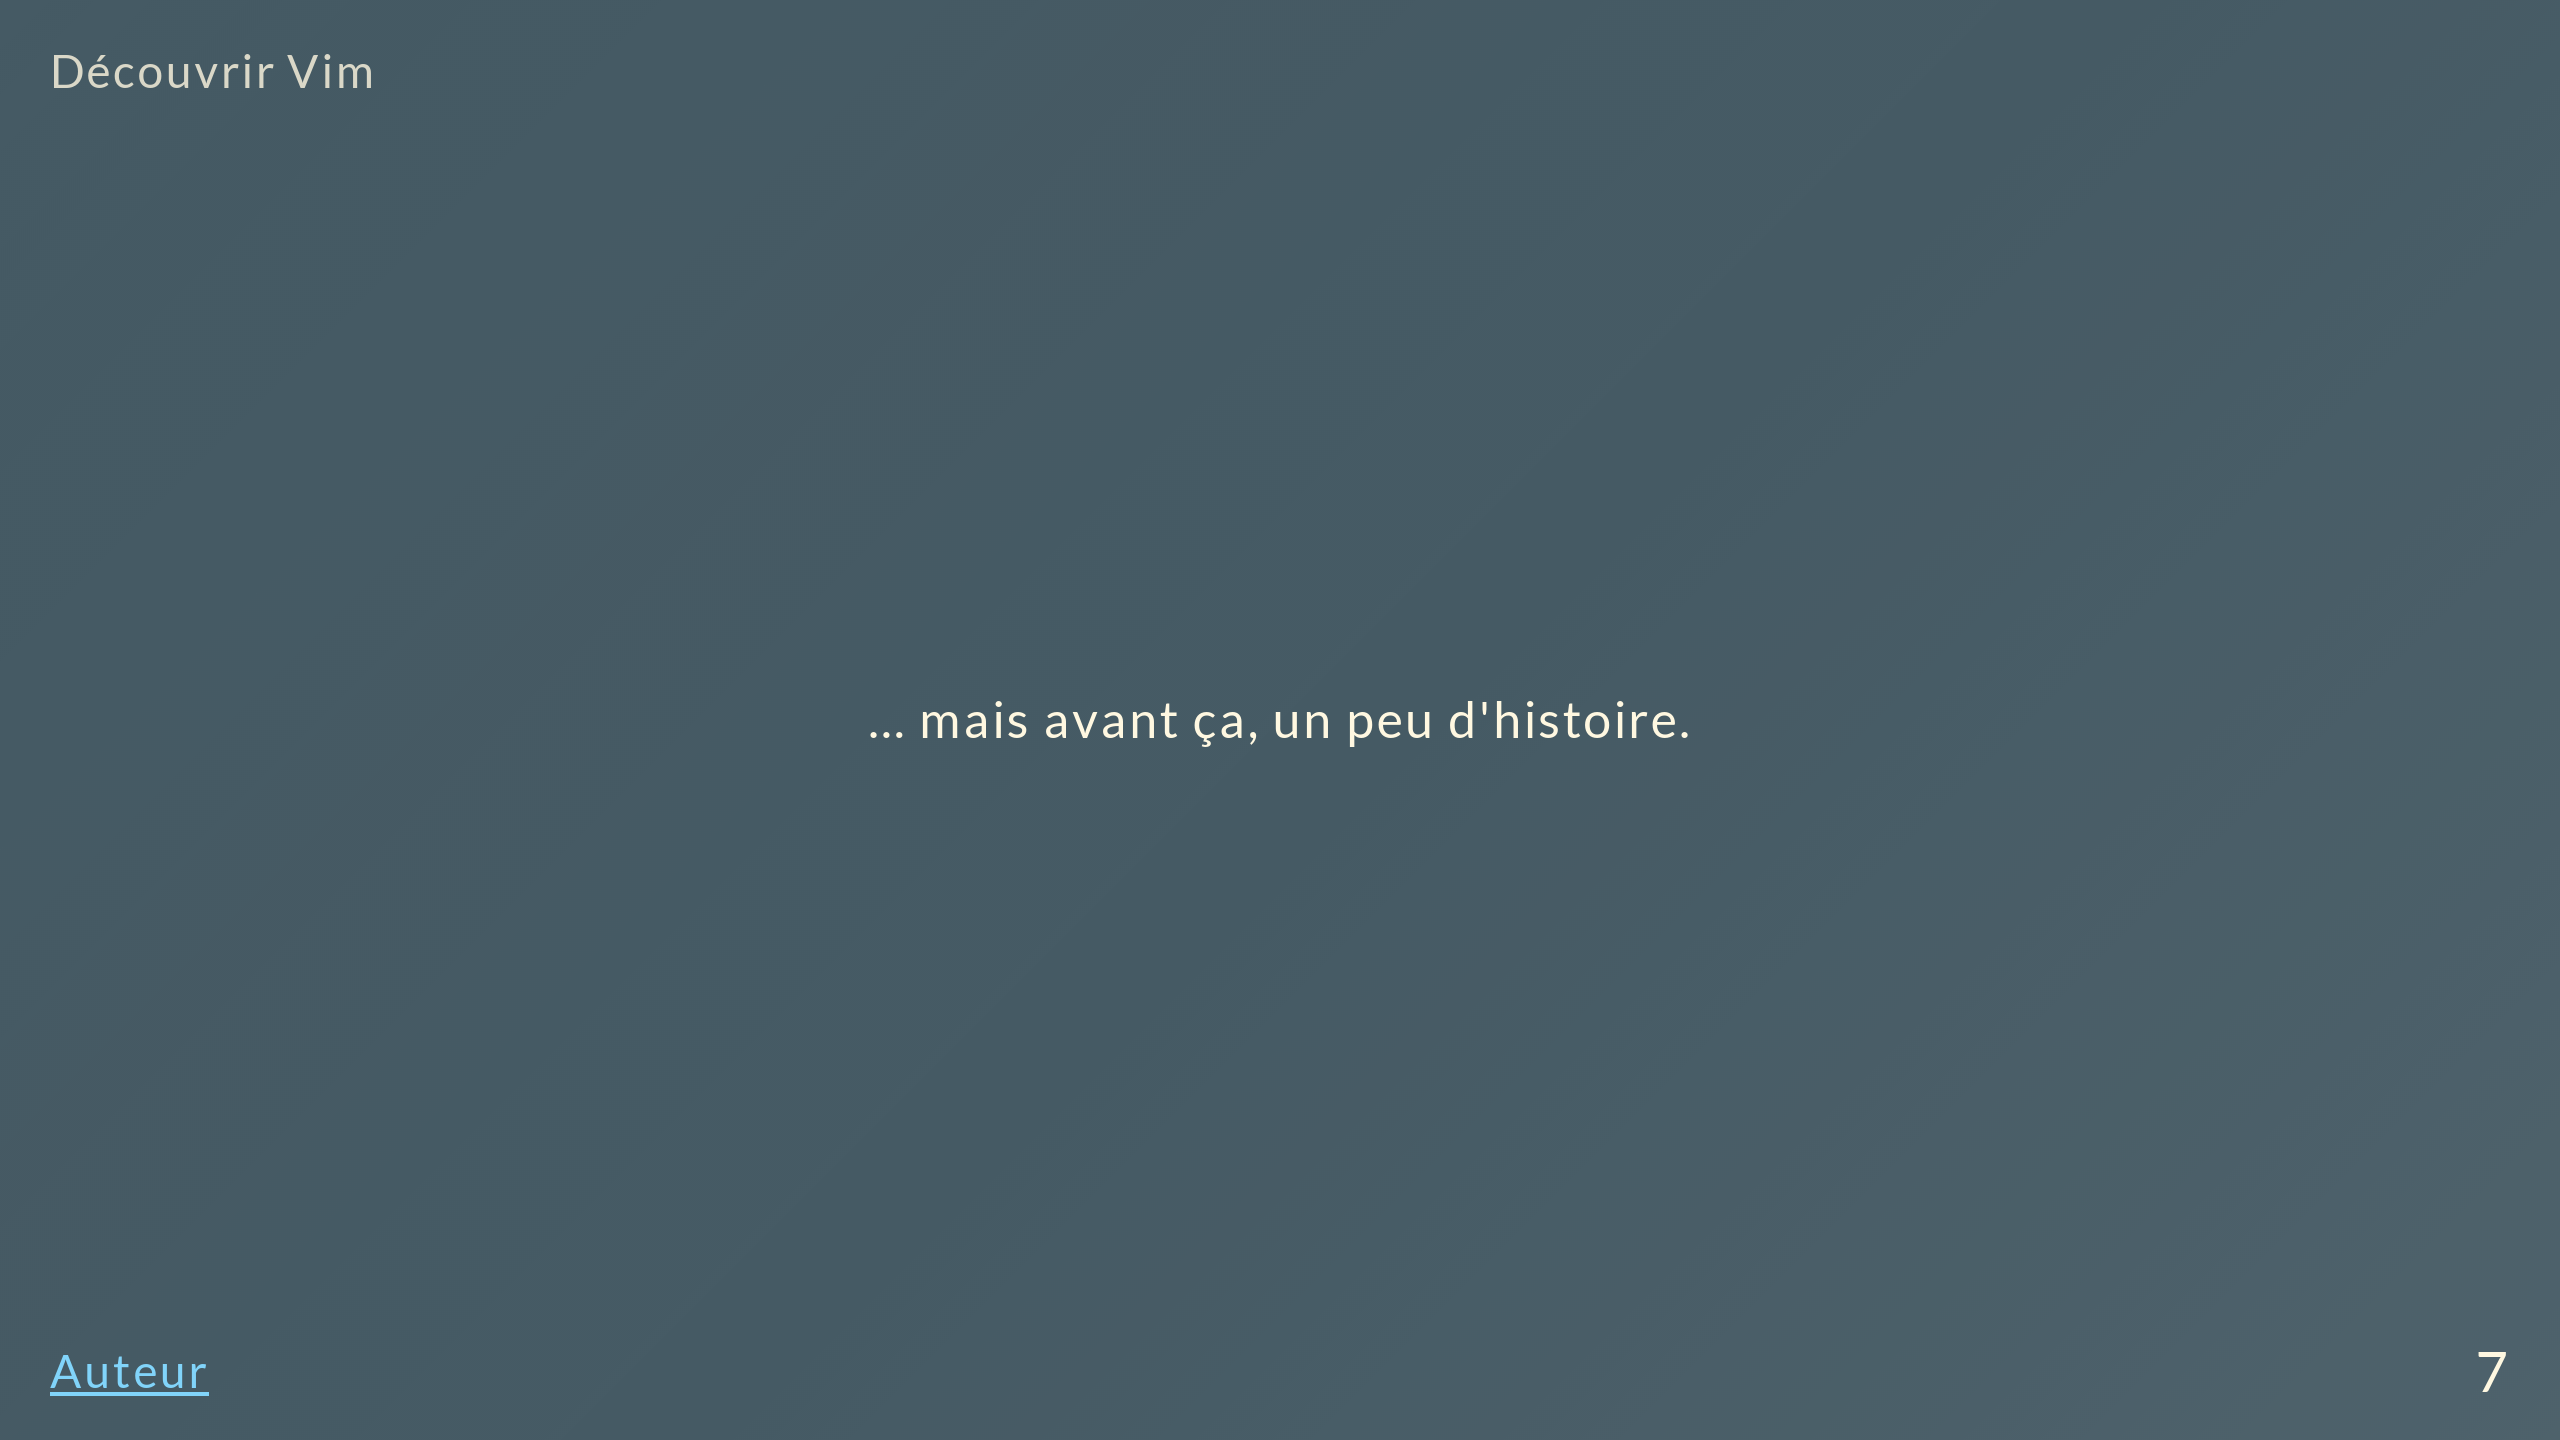 Découvrir Vim
... mais avant ça, un peu d'histoire.
Auteur
7